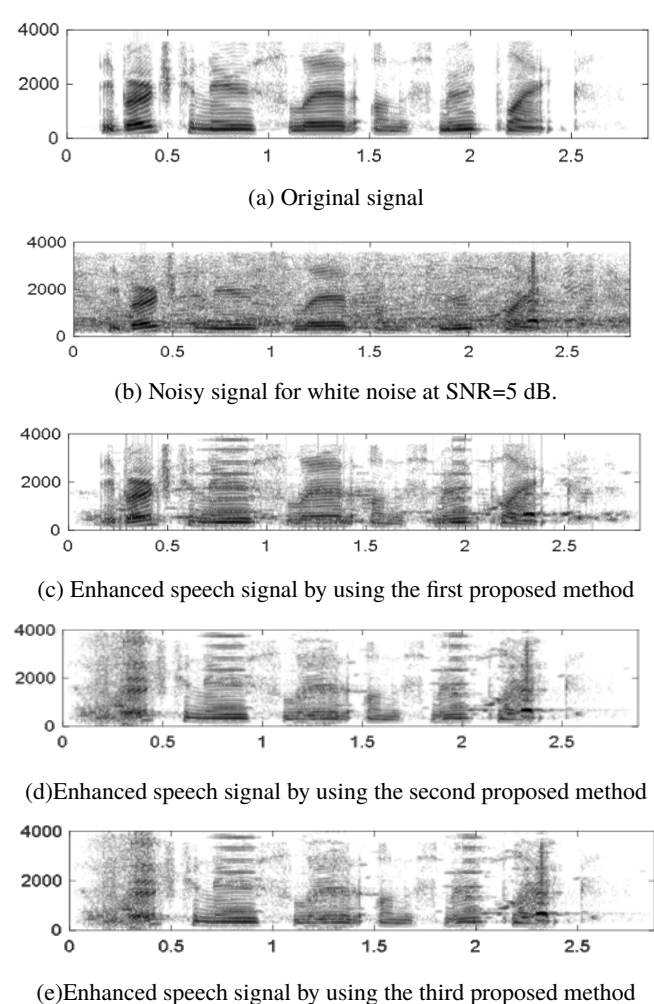 4000
2000
0
0 0.5 1 1.5 2 2.5
(a) Original signal
4000
2000
0
0 0.5 1 1.5 2 2.5
(b) Noisy signal for white noise at SNR=5 dB.
4000
2000
0
0 0.5 1 1.5 2 2.5
(c) Enhanced speech signal by using the first proposed method
4000
2000
0
0 0.5 1 1.5 2 2.5
(d)Enhanced speech signal by using the second proposed method
4000
2000
0
0 0.5 1 1.5 2 2.5
(e)Enhanced speech signal by using the third proposed method